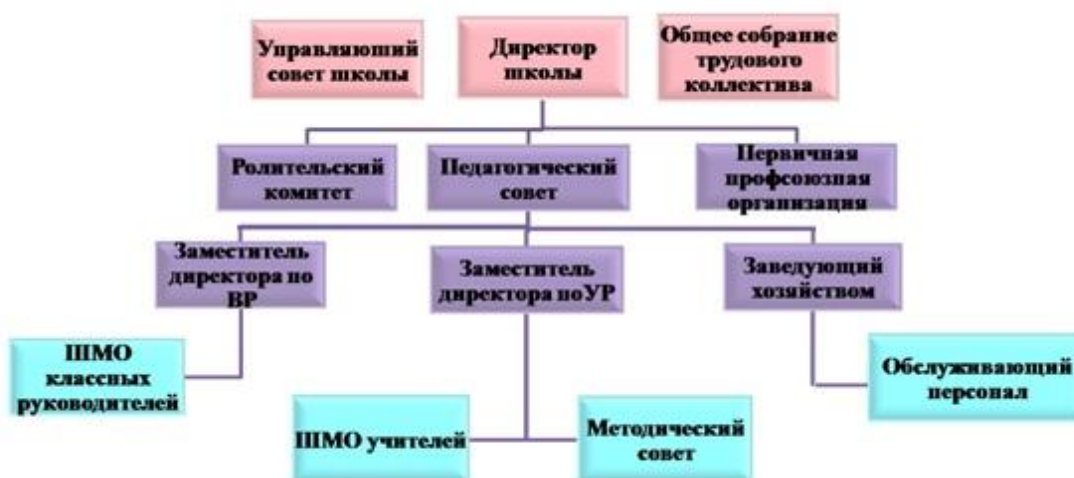 Управляюший
совет школы
Директор
школы
Общее собрание
трудового
коллектива
Ролительский
комитет
Педагогический
совет
Первичная
профсоюзная
организация
Заместитель
директора по
ВР
Заместитель
директора поУР
Заведующий
хозяйством
ШМО
классных
руководителей
Обслуживающий
персонал
ШМО учителей
Методический
совет